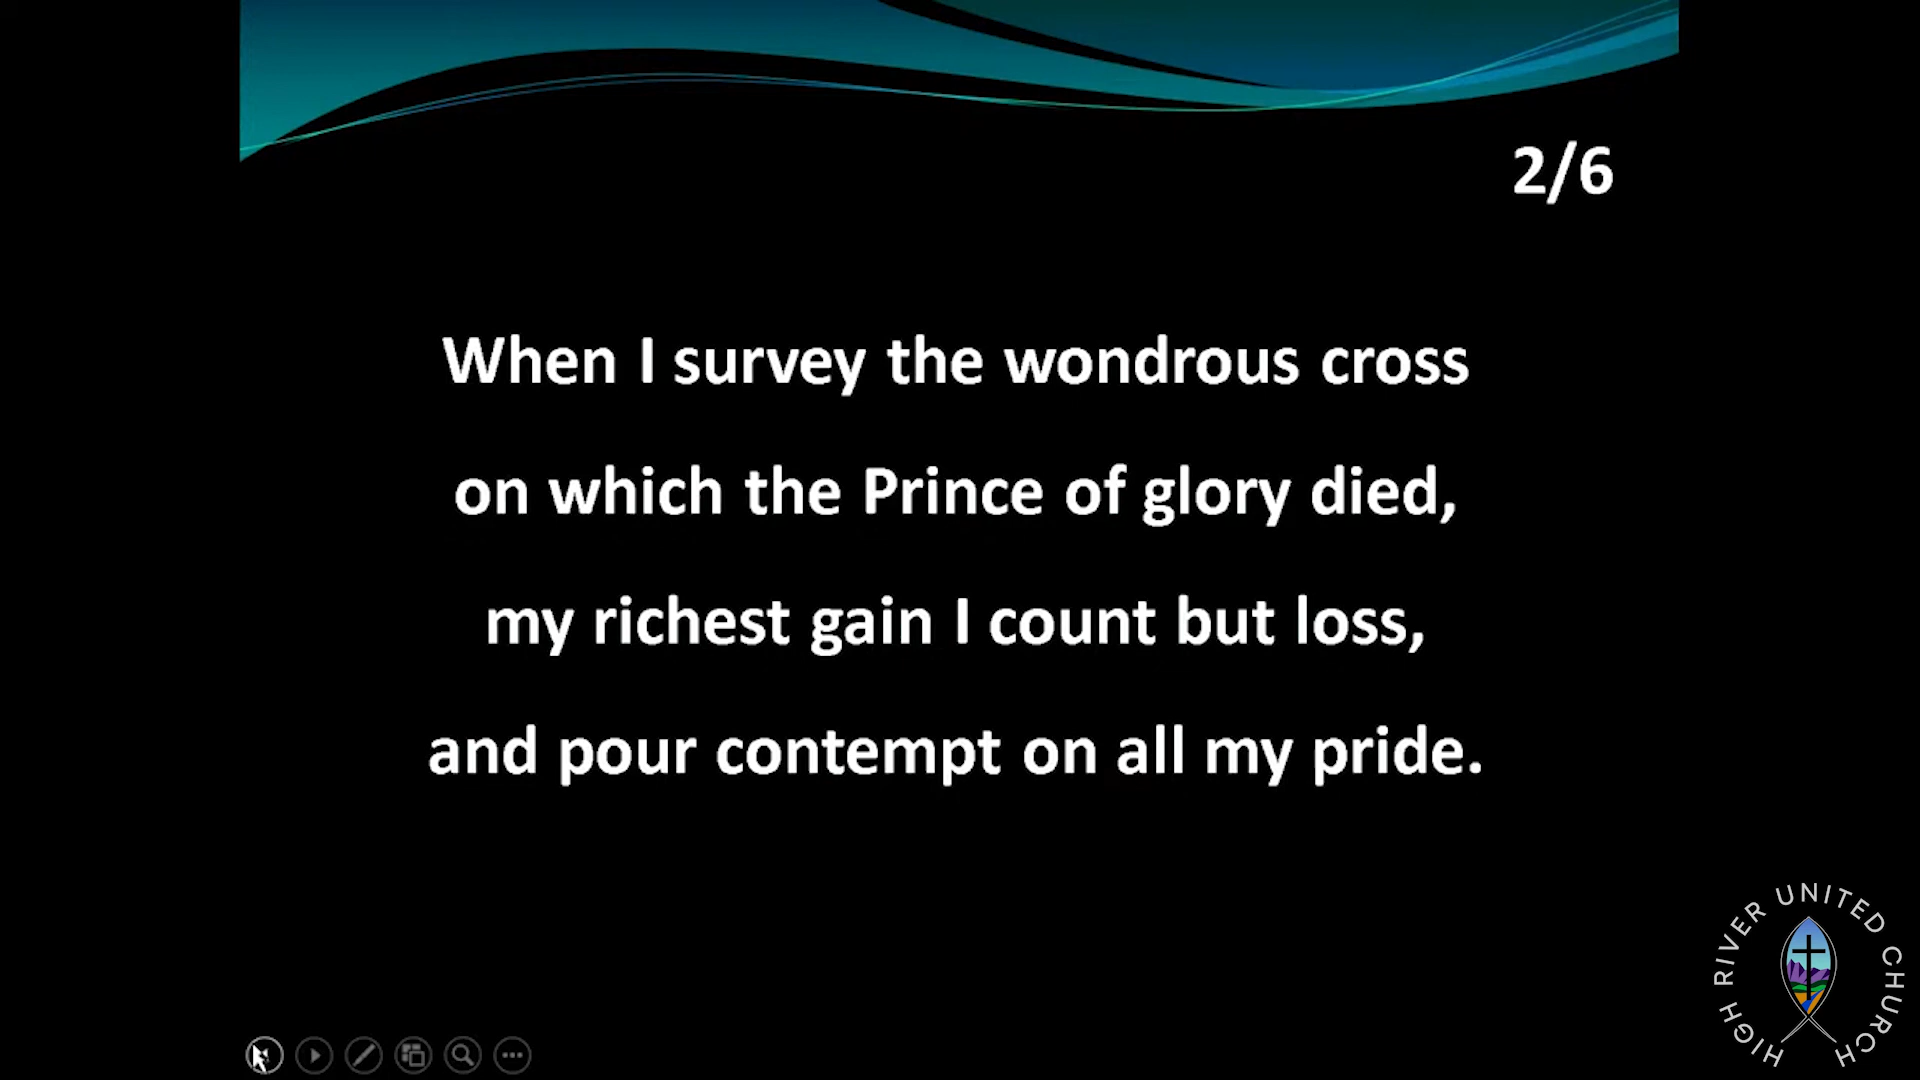 2/6
When I survey the wondrous cross
on which the Prince of glory died,
my richest gain I count but loss,
and pour contempt on all my pride.
HIGH RIVER UNITED CHURCH